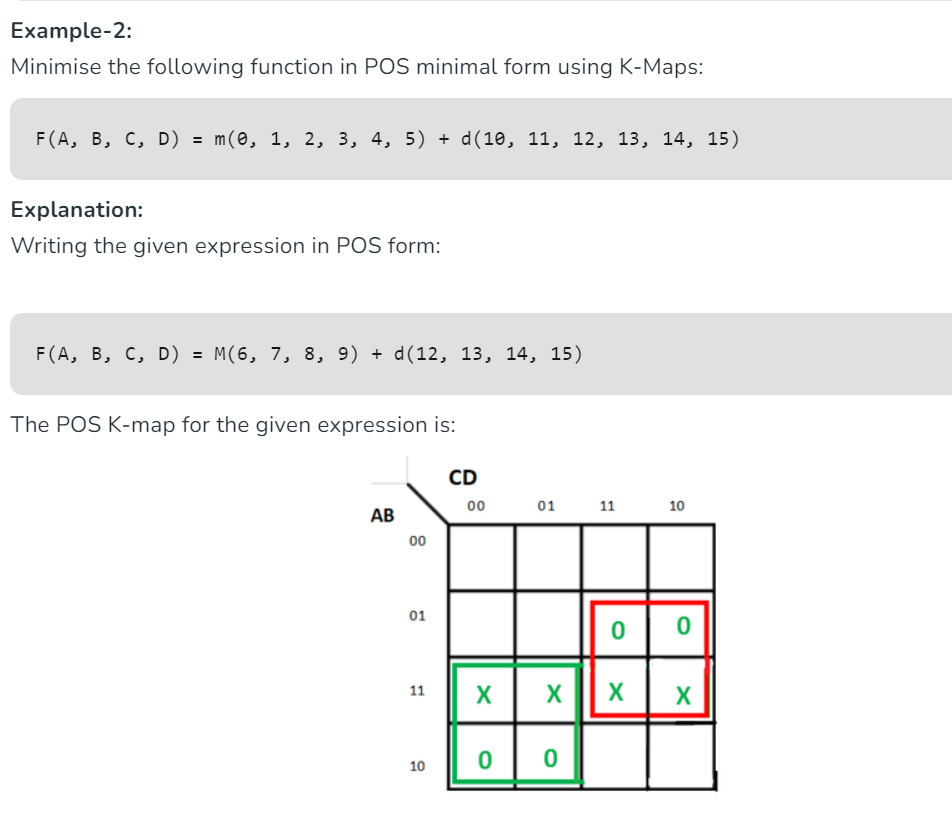 Example-2:
Minimise the following function in POS minimal form using K-Maps:
F(A, B, C, D) = m(0, 1, 2, 3, 4, 5) + d(10, 11, 12, 13, 14, 15)
Explanation:
Writing the given expression in POS form:
F(A, B, C, D) = M(6, 7, 8, 9) + d(12, 13, 14, 15)
The POS K-map for the given expression is:
CD
AB 00 01 11 10
00
01 0 0
11 X X X X
10 0 0